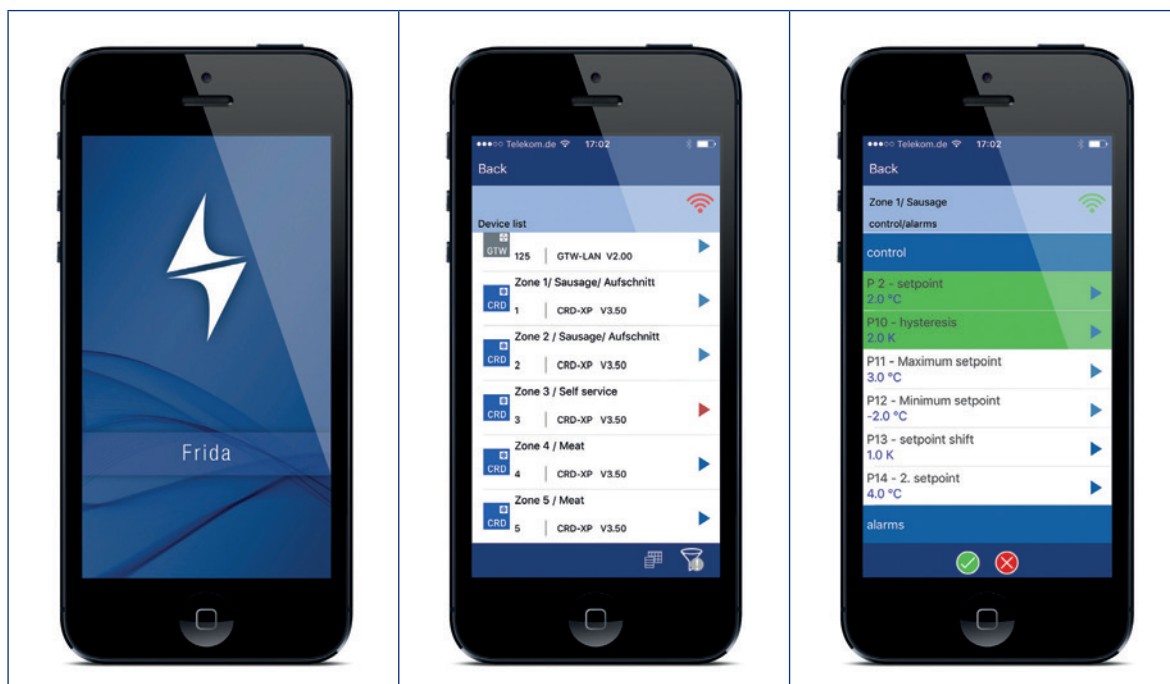 Frida
Telekom.de 17:02
Back
Device list
GTW 125 | GTW-LAN V2.00
Zone 1/ Sausage/ Aufschnitt
CRD 1 | CRD-XP V3.50
Zone 2 / Sausage/ Aufschnitt
CRD 2 | CRD-XP V3.50
Zone 3 / Self service
CRD 3 | CRD-XP V3.50
Zone 4 / Meat
CRD 4 | CRD-XP V3.50
Zone 5 / Meat
CRD 5 | CRD-XP V3.50
Telekom.de 17:02
Back
Zone 1/ Sausage
control/alarms
control
P 2 - setpoint
2.0 °C
P10 - hysteresis
2.0 K
P11 - Maximum setpoint
3.0 °C
P12 - Minimum setpoint
-2.0 °C
P13 - setpoint shift
1.0 K
P14 - 2. setpoint
4.0 °C
alarms